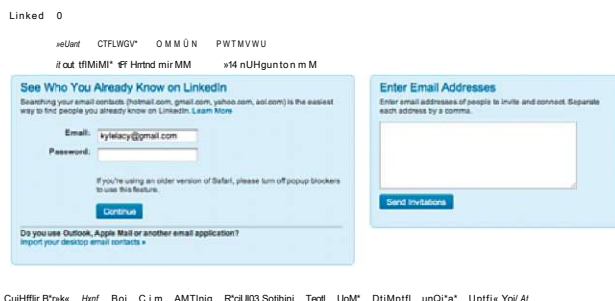 Linked 0
See Who You Already Know on LinkedIn
Searching your email contacts (hotmail.com, gmail.com, yahoo.com, aol.com) is the easiest
way to find people you already know on LinkedIn. Learn More
Email: kylelacy@gmail.com
Password:
If you're using an older version of Safari, please turn off popup blockers
to use this feature.
Continue
Do you use Outlook, Apple Mail or another email application?
Import your desktop email contacts »
Enter Email Addresses
Enter email addresses of people to invite and connect. Separate
each address by a comma.
Send Invitations